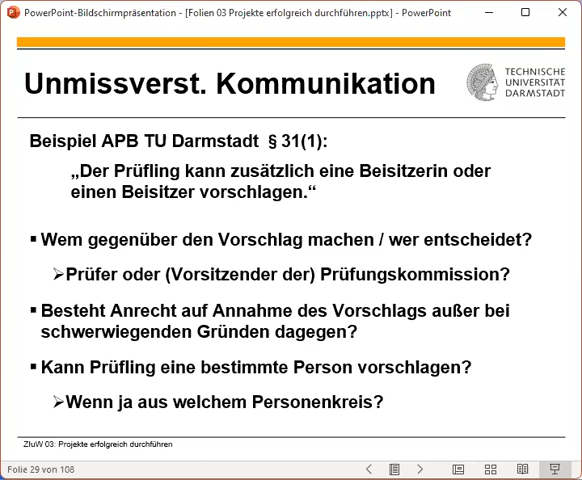 PowerPoint-Bildschirmpräsentation - [Folien 03 Projekte erfolgreich durchführen.pptx] - PowerPoint
Unmissverst. Kommunikation
TECHNISCHE
UNIVERSITÄT
DARMSTADT
Beispiel APB TU Darmstadt § 31(1):
„Der Prüfling kann zusätzlich eine Beisitzerin oder
einen Beisitzer vorschlagen.“
▪ Wem gegenüber den Vorschlag machen / wer entscheidet?
➢Prüfer oder (Vorsitzender der) Prüfungskommission?
▪ Besteht Anrecht auf Annahme des Vorschlags außer bei
schwerwiegenden Gründen dagegen?
▪ Kann Prüfling eine bestimmte Person vorschlagen?
➢Wenn ja aus welchem Personenkreis?
ZIuW 03: Projekte erfolgreich durchführen
Folie 29 von 108